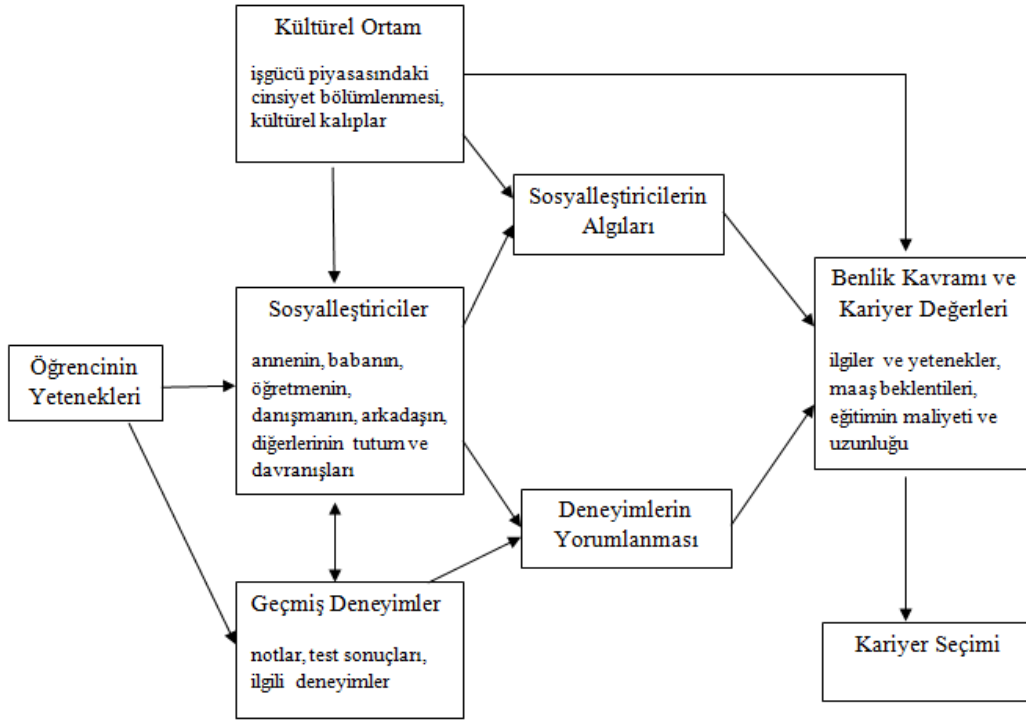 Kültürel Ortam
işgücü piyasasındaki
cinsiyet bölümlenmesi,
kültürel kalıplar
Sosyalleştiricilerin
Algıları
Sosyalleştiriciler
annenin, babanın,
öğretmenin,
danışmanın, arkadaşın,
diğerlerinin tutum ve
davranışları
Öğrencinin
Yetenekleri
Benlik Kavramı ve
Kariyer Değerleri
ilgiler ve yetenekler,
maaş beklentileri,
eğitimin maliyeti ve
uzunluğu
Deneyimlerin
Yorumlanması
Geçmiş Deneyimler
notlar, test sonuçları,
ilgili deneyimler
Kariyer Seçimi